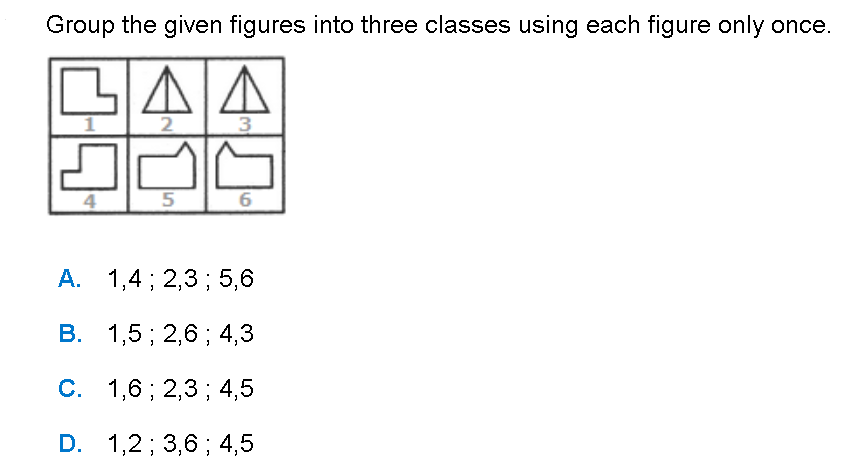 Group the given figures into three classes using each figure only once.
1 2 3
4 5 6
A. 1,4 ; 2,3 ; 5,6
B. 1,5 ; 2,6 ; 4,3
C. 1,6 ; 2,3 ; 4,5
D. 1,2 ; 3,6 ; 4,5